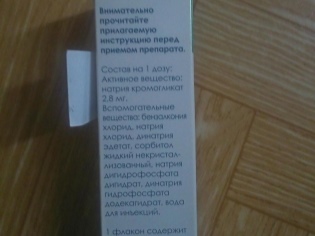 Внимательно
прочитайте
прилагаемую
инструкцию перед
приемом препарата.
Состав на 1 дозу:
Активное вещество:
натрия кромогликат
2,8 мг.
Вспомогательные
вещества: бензалкония
хлорид, натрия
хлорид, динатрия
эдетат, сорбитол
жидкий некристал-
лизованный, натрия
дигидрофосфата
дигидрат, динатрия
гидрофосфата
додекагидрат, вода
для инъекций.
1 флакон содержит